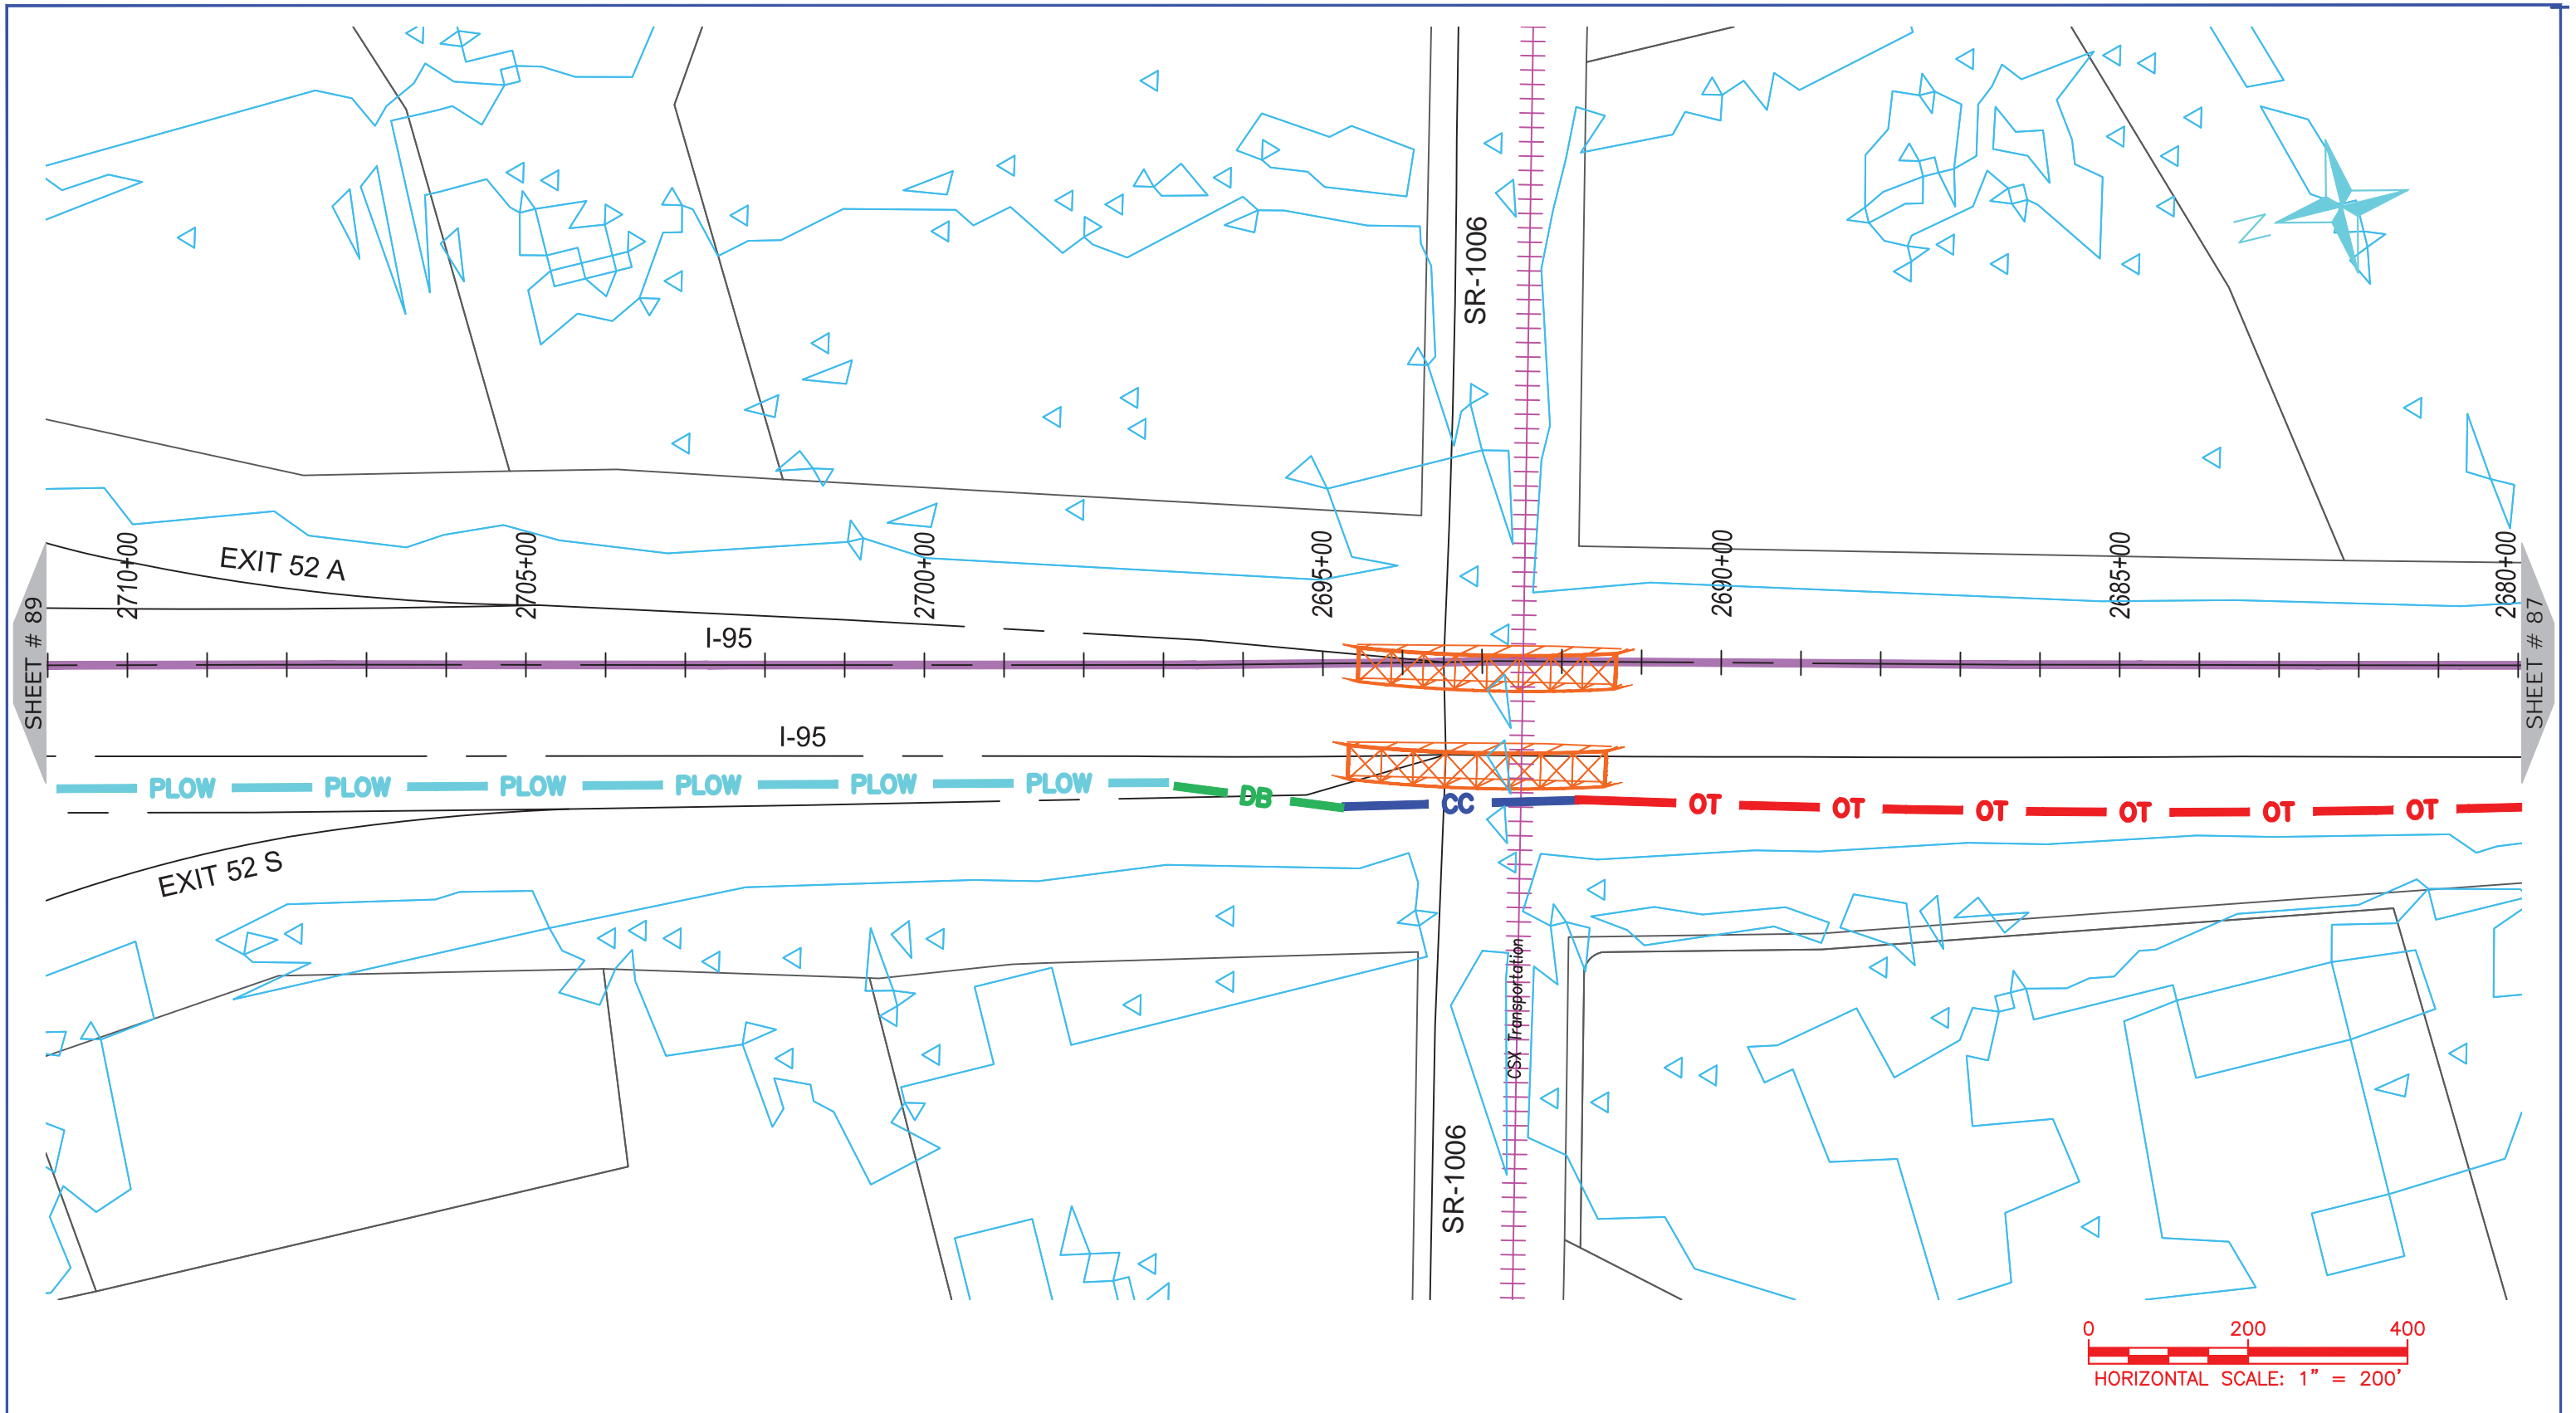 SR-1006
N
2710+00
2705+00
2700+00
2695+00
2690+00
2685+00
2680+00
EXIT 52 A
SHEET # 89
SHEET # 87
I-95
I-95
PLOW PLOW PLOW PLOW PLOW PLOW DB CC OT OT OT OT OT OT
EXIT 52 S
CSX Transportation
SR-1006
0 200 400
HORIZONTAL SCALE: 1" = 200'